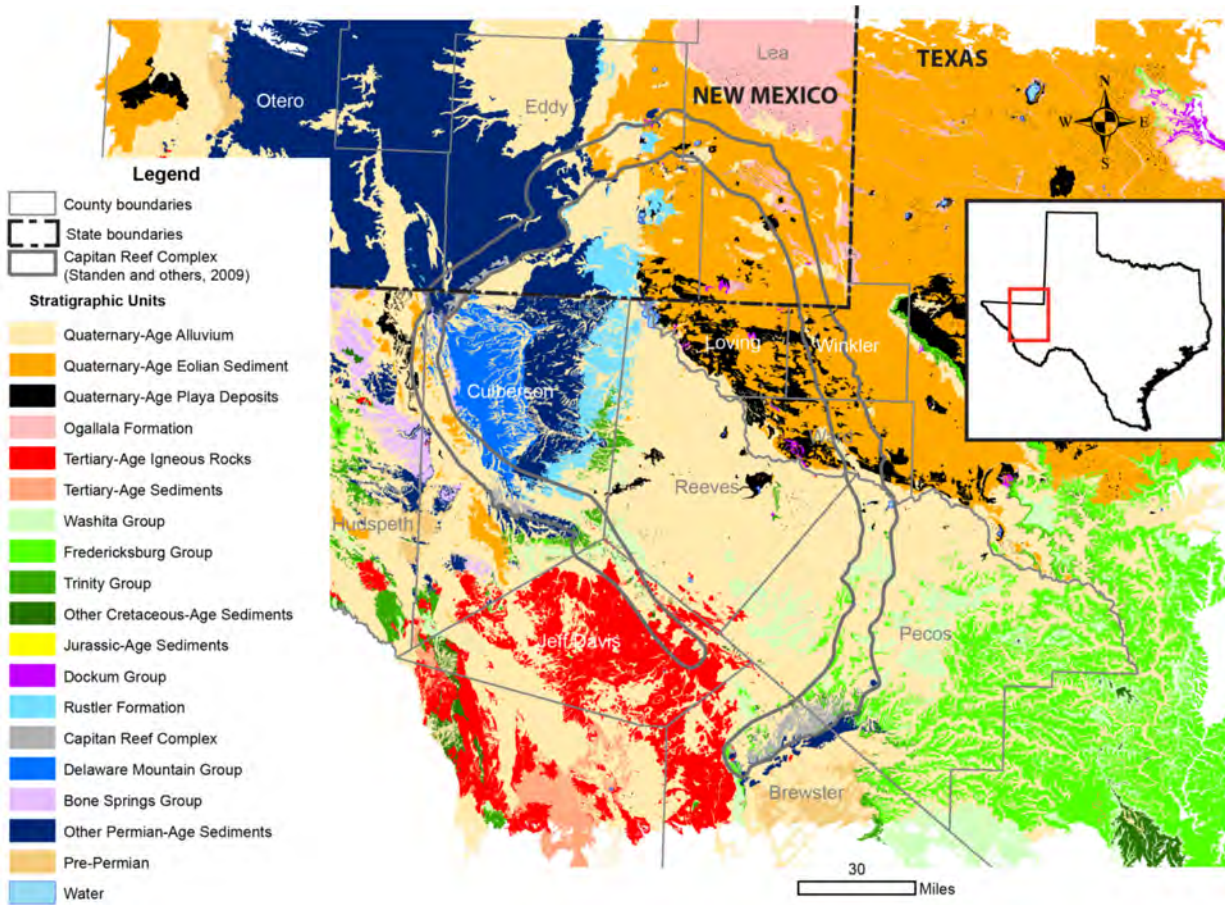 Lea
TEXAS
Otero
Eddy
NEW MEXICO
N
W
E
S
Legend
County boundaries
State boundaries
Capitan Reef Complex
(Standen and others, 2009)
Stratigraphic Units
Quaternary-Age Alluvium
Quaternary-Age Eolian Sediment
Quaternary-Age Playa Deposits
Ogallala Formation
Tertiary-Age Igneous Rocks
Tertiary-Age Sediments
Washita Group
Fredericksburg Group
Trinity Group
Other Cretaceous-Age Sediments
Jurassic-Age Sediments
Dockum Group
Rustler Formation
Capitan Reef Complex
Delaware Mountain Group
Bone Springs Group
Other Permian-Age Sediments
Pre-Permian
Water
Loving
Winkler
Culberson
Ward
Reeves
Hudspeth
Jeff Davis
Pecos
Brewster
30
Miles